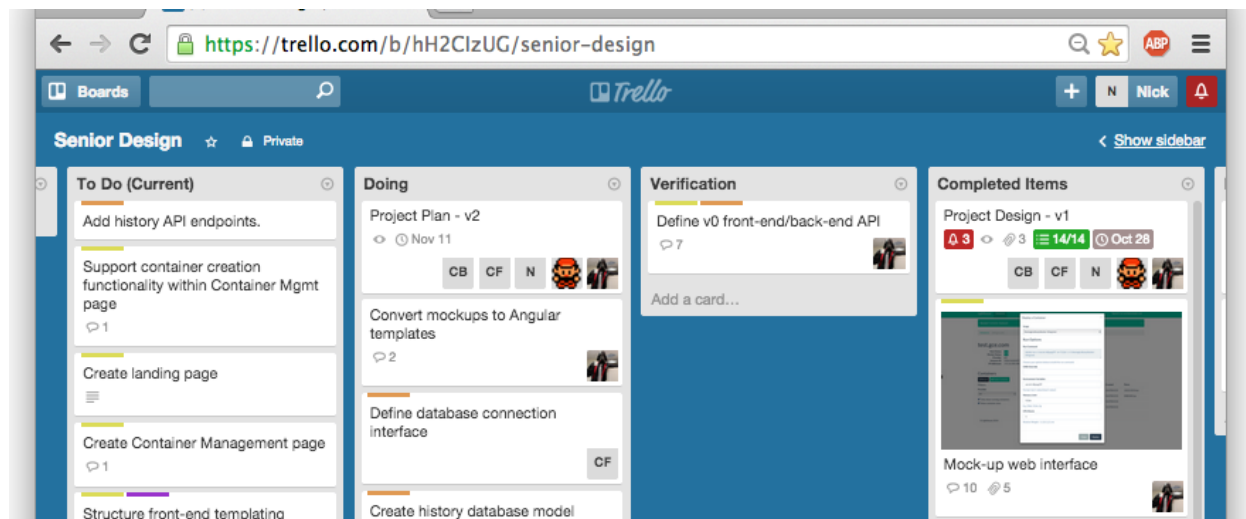 https://trello.com/b/hH2CIzUG/senior-design
ABP
Boards
Trello
N Nick
Senior Design
Private
Show sidebar
To Do (Current)
Add history API endpoints.
Support container creation
functionality within Container Mgmt
page
1
Create landing page
Create Container Management page
1
Structure front-end templating
Doing
Project Plan - v2
Nov 11
CB CF N
Convert mockups to Angular
templates
2
Define database connection
interface
CF
Create history database model
Verification
Define v0 front-end/back-end API
7
Add a card...
Completed Items
Project Design - v1
3 3 14/14 Oct 28
CB CF N
Mock-up web interface
10 5